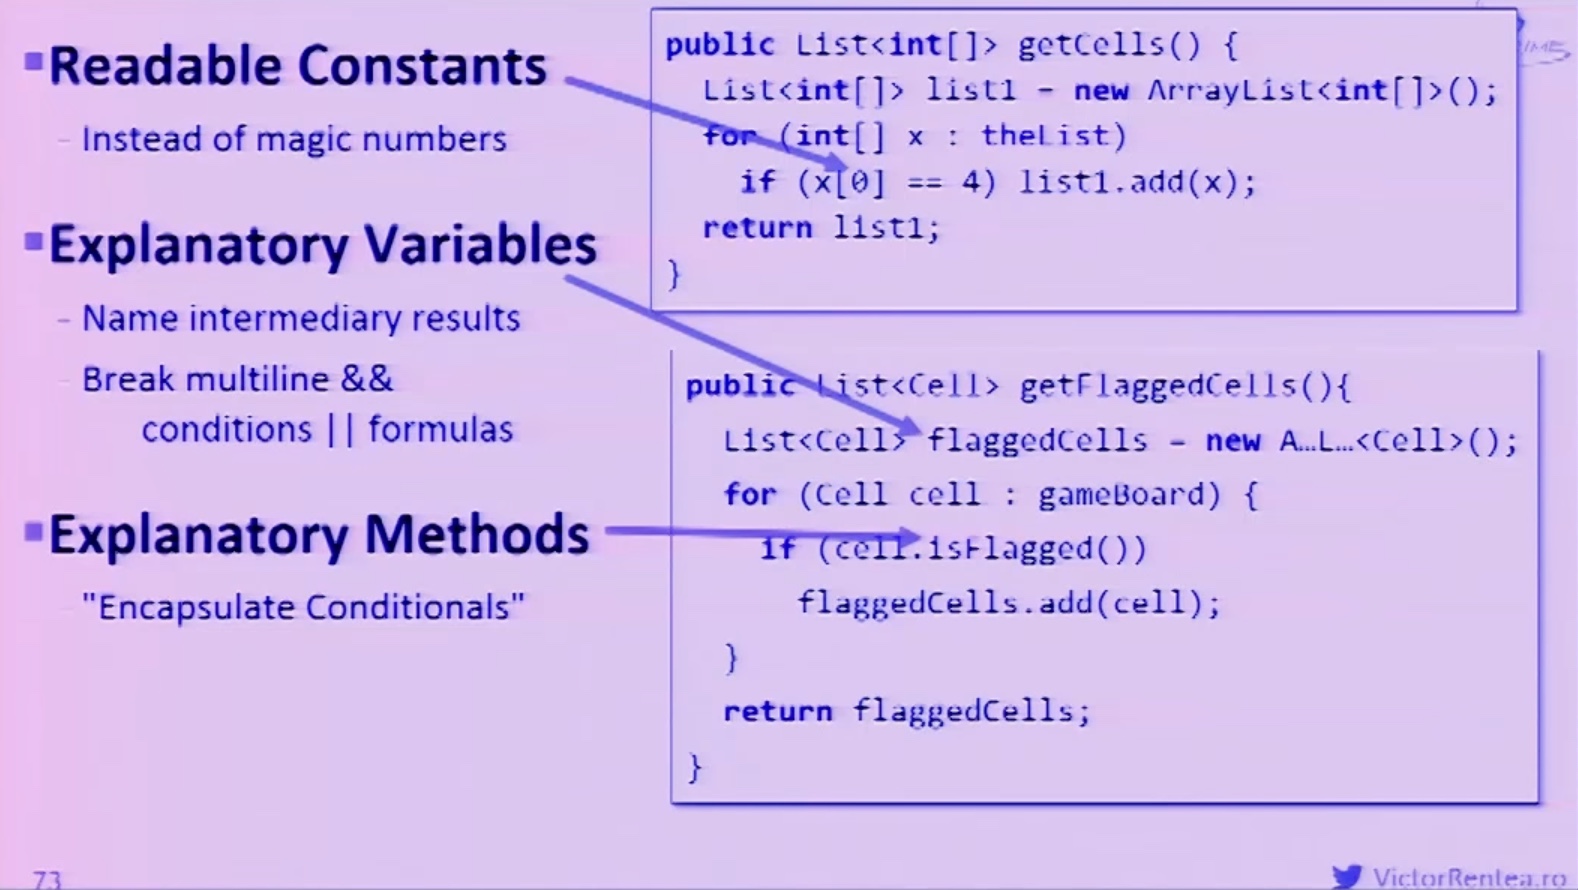 Readable Constants
– Instead of magic numbers
Explanatory Variables
– Name intermediary results
– Break multiline &&
conditions || formulas
Explanatory Methods
"Encapsulate Conditionals"
public List<int[]> getCells() {
List<int[]> list1 = new ArrayList<int[]>();
for (int[] x : theList)
if (x[0] == 4) list1.add(x);
return list1;
}
public List<Cell> getFlaggedCells(){
List<Cell> flaggedCells = new A…L…<Cell>();
for (Cell cell : gameBoard) {
if (cell.isFlagged())
flaggedCells.add(cell);
}
return flaggedCells;
}
73
VictorRentea.ro